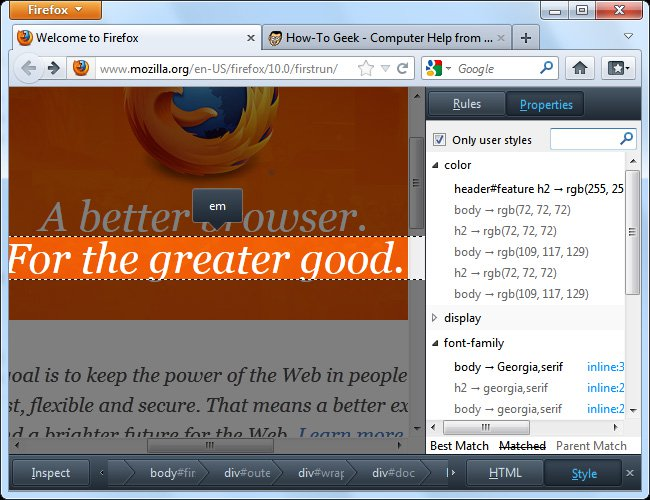 Firefox
Welcome to Firefox
How-To Geek - Computer Help from ...
www.mozilla.org/en-US/firefox/10.0/firstrun/
Google
Rules
Properties
Only user styles
A better browser.
em
For the greater good.
goal is to keep the power of the Web in people
st, flexible and secure. That means a better ex
d a brighter future for the Web. Learn more
color
header#feature h2 → rgb(255, 25
body → rgb(72, 72, 72)
h2 → rgb(72, 72, 72)
body → rgb(109, 117, 129)
h2 → rgb(72, 72, 72)
body → rgb(109, 117, 129)
display
font-family
body → Georgia,serif inline:3
h2 → georgia,serif inline:2
body → georgia,serif inline:2
Best Match Matched Parent Match
Inspect
body#fir
div#oute
div#wrap
div#doc
HTML
Style